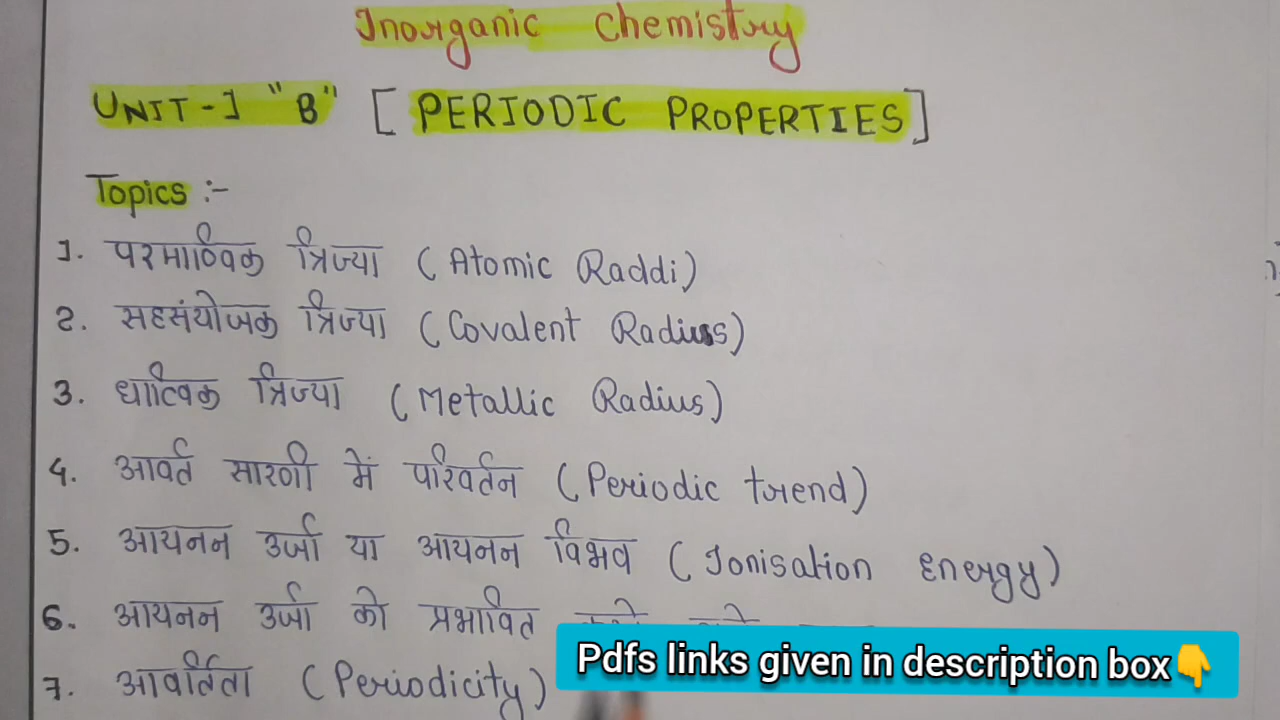 Inorganic Chemistry
UNIT-I "B" [PERIODIC PROPERTIES]
Topics :-
1. परमाण्विक त्रिज्या (Atomic Raddi)
2. सहसंयोजक त्रिज्या (Covalent Radius)
3. धात्विक त्रिज्या (Metallic Radius)
4. आवर्त सारणी में परिवर्तन (Periodic trend)
5. आयनन उर्जा या आयनन विभव (Ionisation Energy)
6. आयनन उर्जा को प्रभावित
7. आवर्तिता (Periodicity)
Pdfs links given in description box👇